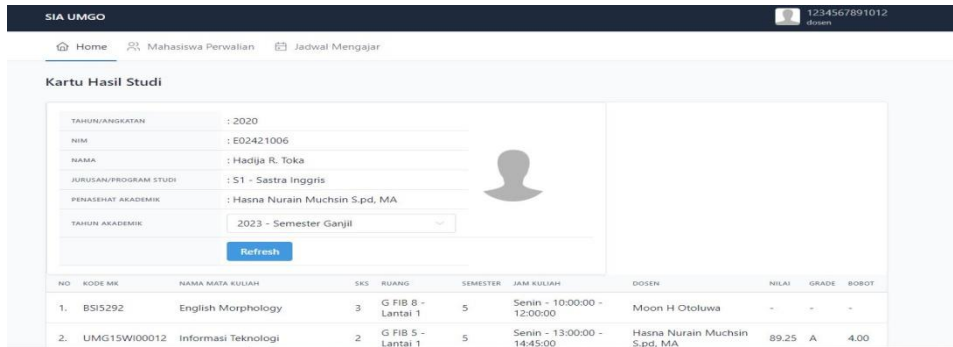 SIA UMGO
1234567891012
dosen
Home Mahasiswa Perwalian Jadwal Mengajar
Kartu Hasil Studi
TAHUN/ANGKATAN : 2020
NIM : E02421006
NAMA : Hadija R. Toka
JURUSAN/PROGRAM STUDI : S1 - Sastra Inggris
PENASEHAT AKADEMIK : Hasna Nurain Muchsin S.pd, MA
TAHUN AKADEMIK 2023 - Semester Ganjil
Refresh
NO KODE MK NAMA MATA KULIAH SKS RUANG SEMESTER JAM KULIAH DOSEN NILAI GRADE BOBOT
1. BSI5292 English Morphology 3 G FIB 8 - 5 Senin - 10:00:00 - Moon H Otoluwa - - -
Lantai 1 12:00:00
2. UMG15WI00012 Informasi Teknologi 2 G FIB 5 - 5 Senin - 13:00:00 - Hasna Nurain Muchsin 89.25 A 4.00
Lantai 1 14:45:00 S.pd, MA